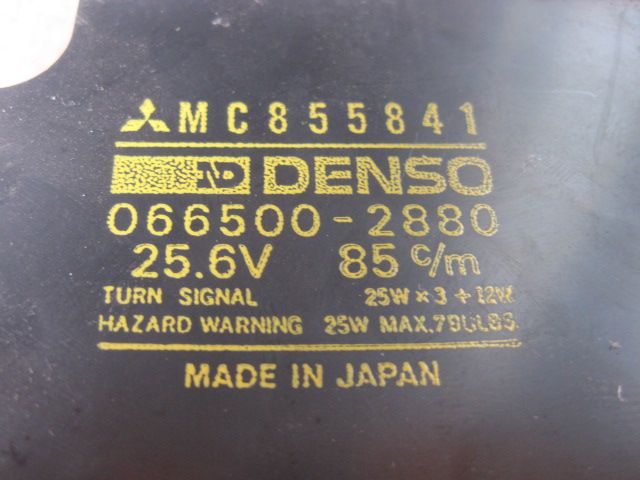 MC855841
DENSO
066500-2880
25.6V 85 c/m
TURN SIGNAL 25W × 3 + 12W
HAZARD WARNING 25W MAX.7BULBS
MADE IN JAPAN